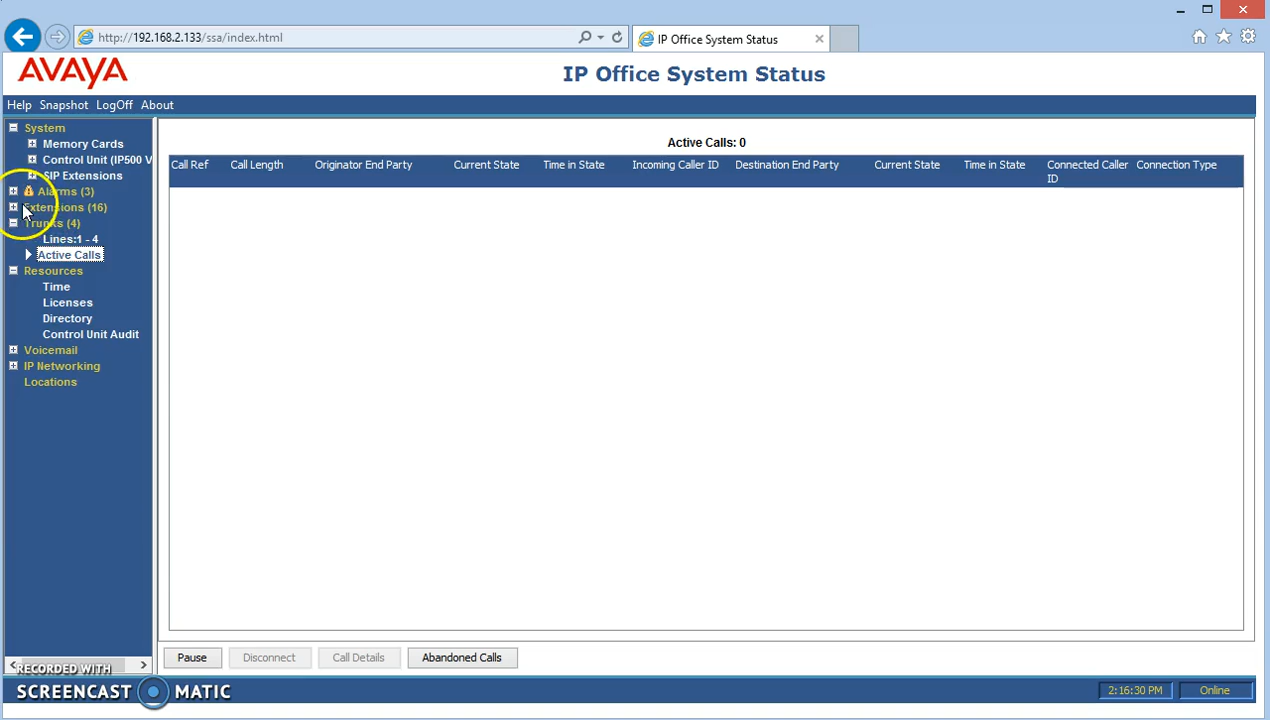 http://192.168.2.133/ssa/index.html
IP Office System Status
AVAYA
IP Office System Status
Help Snapshot LogOff About
System
Memory Cards
Control Unit (IP500 V
SIP Extensions
Alarms (3)
Extensions (16)
Trunks (4)
Lines:1 - 4
Active Calls
Resources
Time
Licenses
Directory
Control Unit Audit
Voicemail
IP Networking
Locations
Active Calls: 0
Call Ref Call Length Originator End Party Current State Time in State Incoming Caller ID Destination End Party Current State Time in State Connected Caller ID Connection Type
Pause Disconnect Call Details Abandoned Calls
RECORDED WITH
SCREENCAST MATIC
2:16:30 PM Online